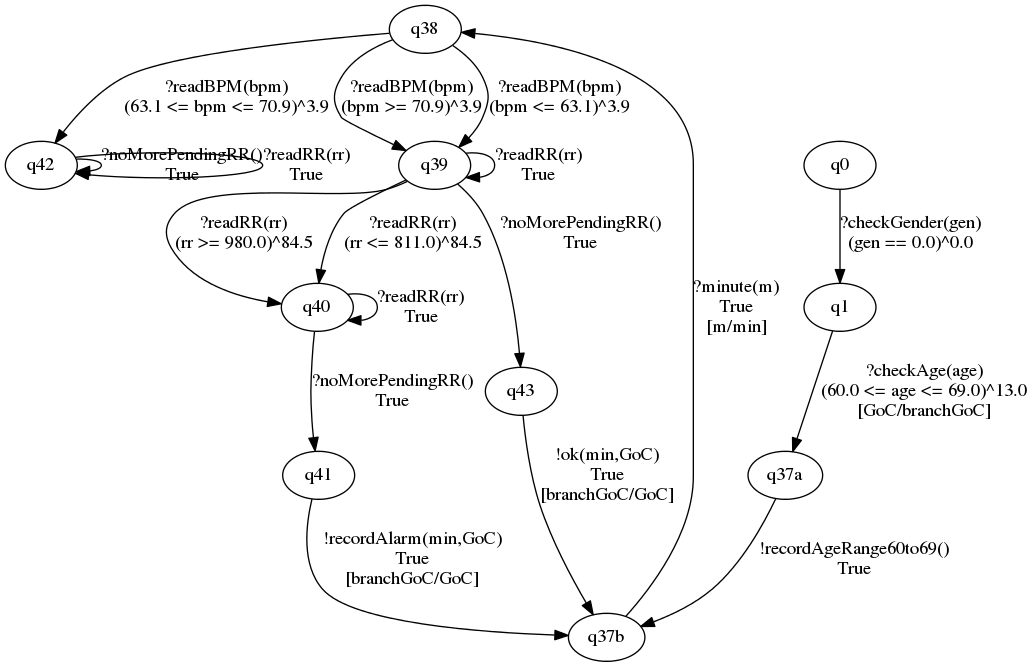 q38
?readBPM(bpm)
(63.1 <= bpm <= 70.9)^3.9
?readBPM(bpm)
(bpm >= 70.9)^3.9
?readBPM(bpm)
(bpm <= 63.1)^3.9
q42
?noMorePendingRR()
True
?readRR(rr)
True
q39
?readRR(rr)
True
q0
?readRR(rr)
(rr >= 980.0)^84.5
?readRR(rr)
(rr <= 811.0)^84.5
?noMorePendingRR()
True
?checkGender(gen)
(gen == 0.0)^0.0
q40
?readRR(rr)
True
?minute(m)
True
[m/min]
q1
?noMorePendingRR()
True
q43
?checkAge(age)
(60.0 <= age <= 69.0)^13.0
[GoC/branchGoC]
q41
!ok(min,GoC)
True
[branchGoC/GoC]
q37a
!recordAlarm(min,GoC)
True
[branchGoC/GoC]
!recordAgeRange60to69()
True
q37b